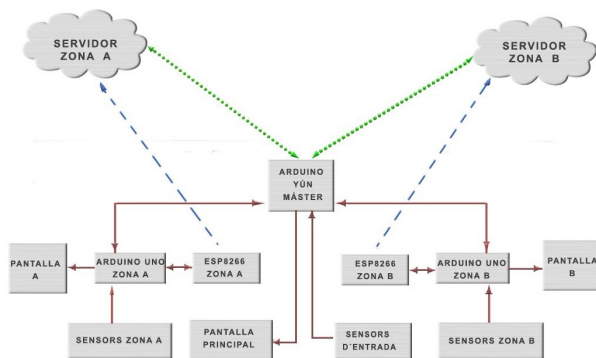 SERVIDOR
ZONA A
SERVIDOR
ZONA B
ARDUINO
YÚN
MÁSTER
PANTALLA
A
ARDUINO UNO
ZONA A
ESP8266
ZONA A
ESP8266
ZONA B
ARDUINO UNO
ZONA B
PANTALLA
B
SENSORS ZONA A
PANTALLA
PRINCIPAL
SENSORS
D´ENTRADA
SENSORS ZONA B